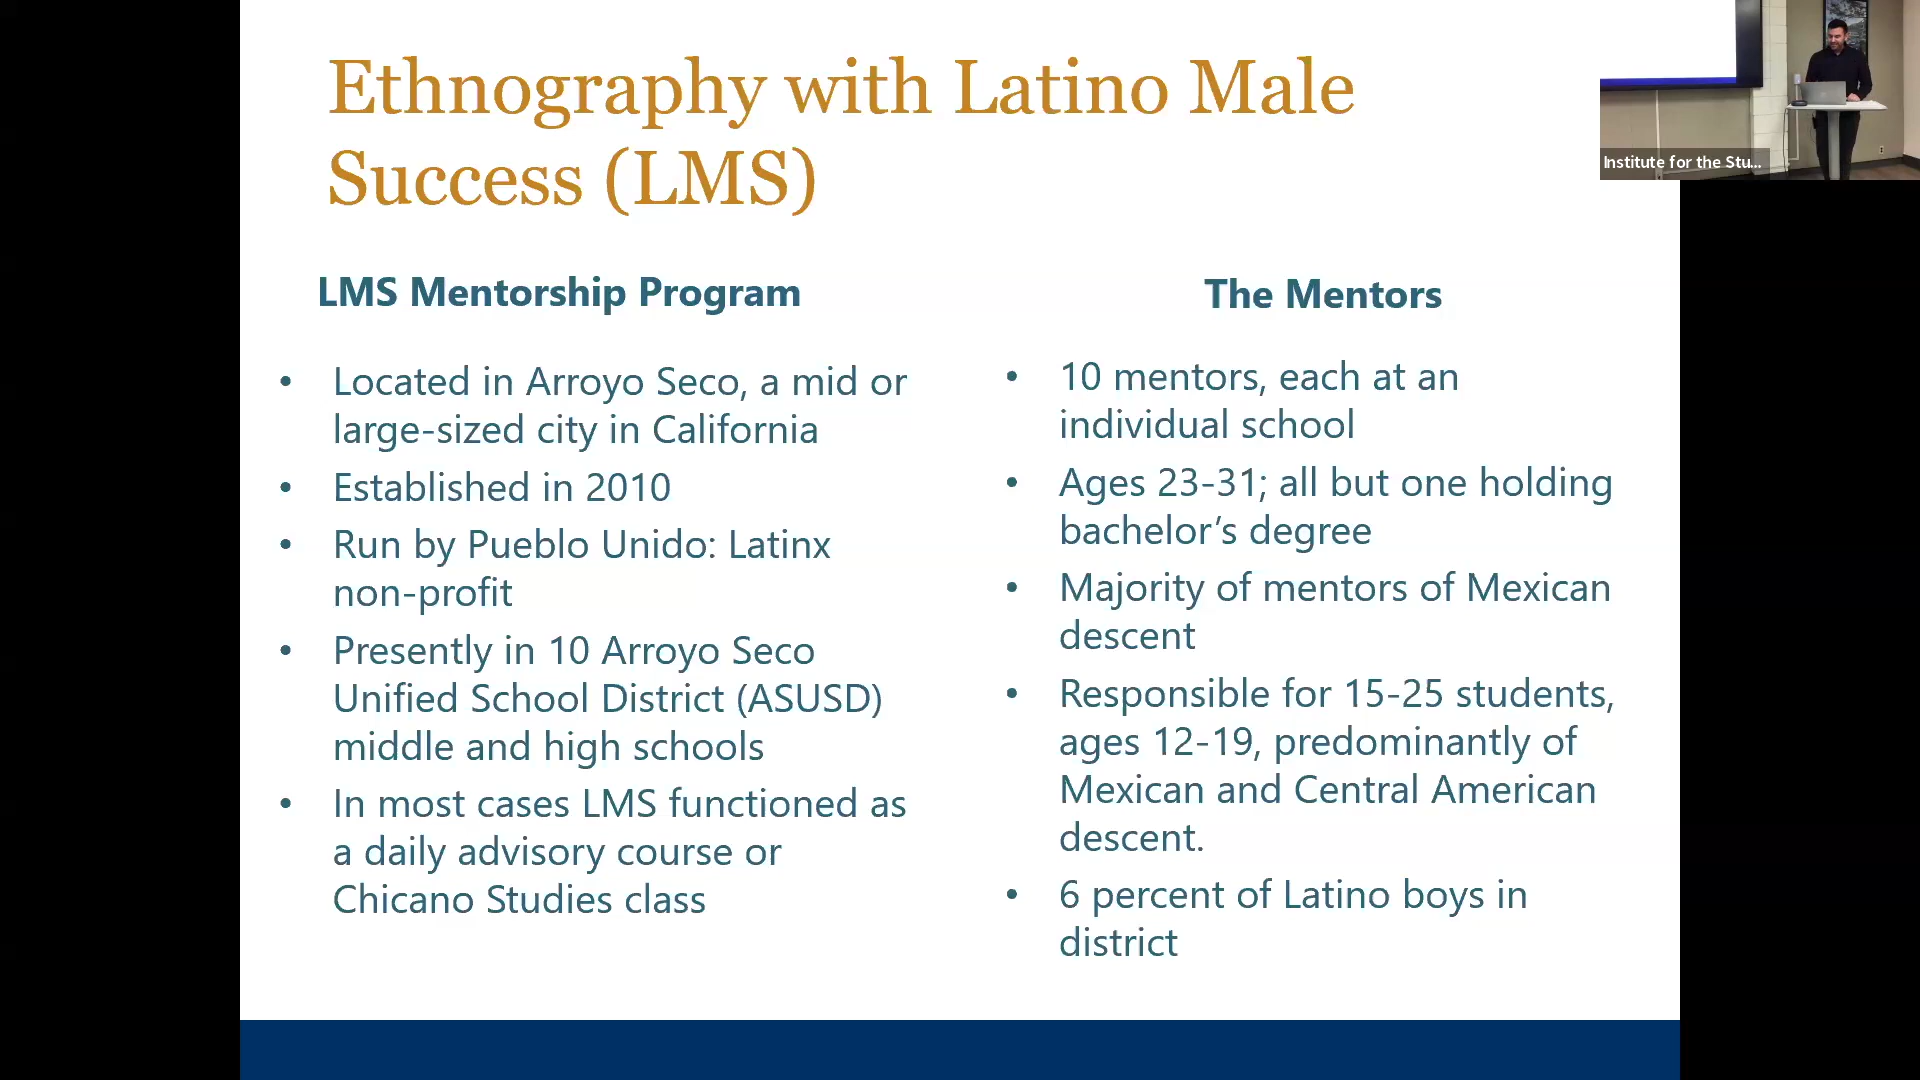 Ethnography with Latino Male
Success (LMS)
LMS Mentorship Program
• Located in Arroyo Seco, a mid or
large-sized city in California
• Established in 2010
• Run by Pueblo Unido: Latinx
non-profit
• Presently in 10 Arroyo Seco
Unified School District (ASUSD)
middle and high schools
• In most cases LMS functioned as
a daily advisory course or
Chicano Studies class
The Mentors
• 10 mentors, each at an
individual school
• Ages 23-31; all but one holding
bachelor’s degree
• Majority of mentors of Mexican
descent
• Responsible for 15-25 students,
ages 12-19, predominantly of
Mexican and Central American
descent.
• 6 percent of Latino boys in
district
Institute for the Stu...